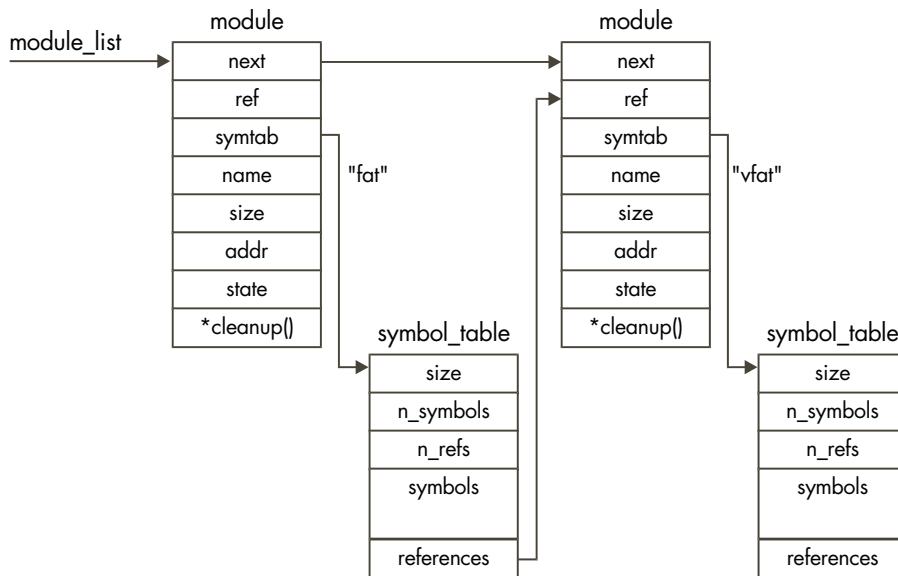 module_list
module
next
ref
symtab
name
size
addr
state
*cleanup()
"fat"
symbol_table
size
n_symbols
n_refs
symbols
references
module
next
ref
symtab
name
size
addr
state
*cleanup()
"vfat"
symbol_table
size
n_symbols
n_refs
symbols
references